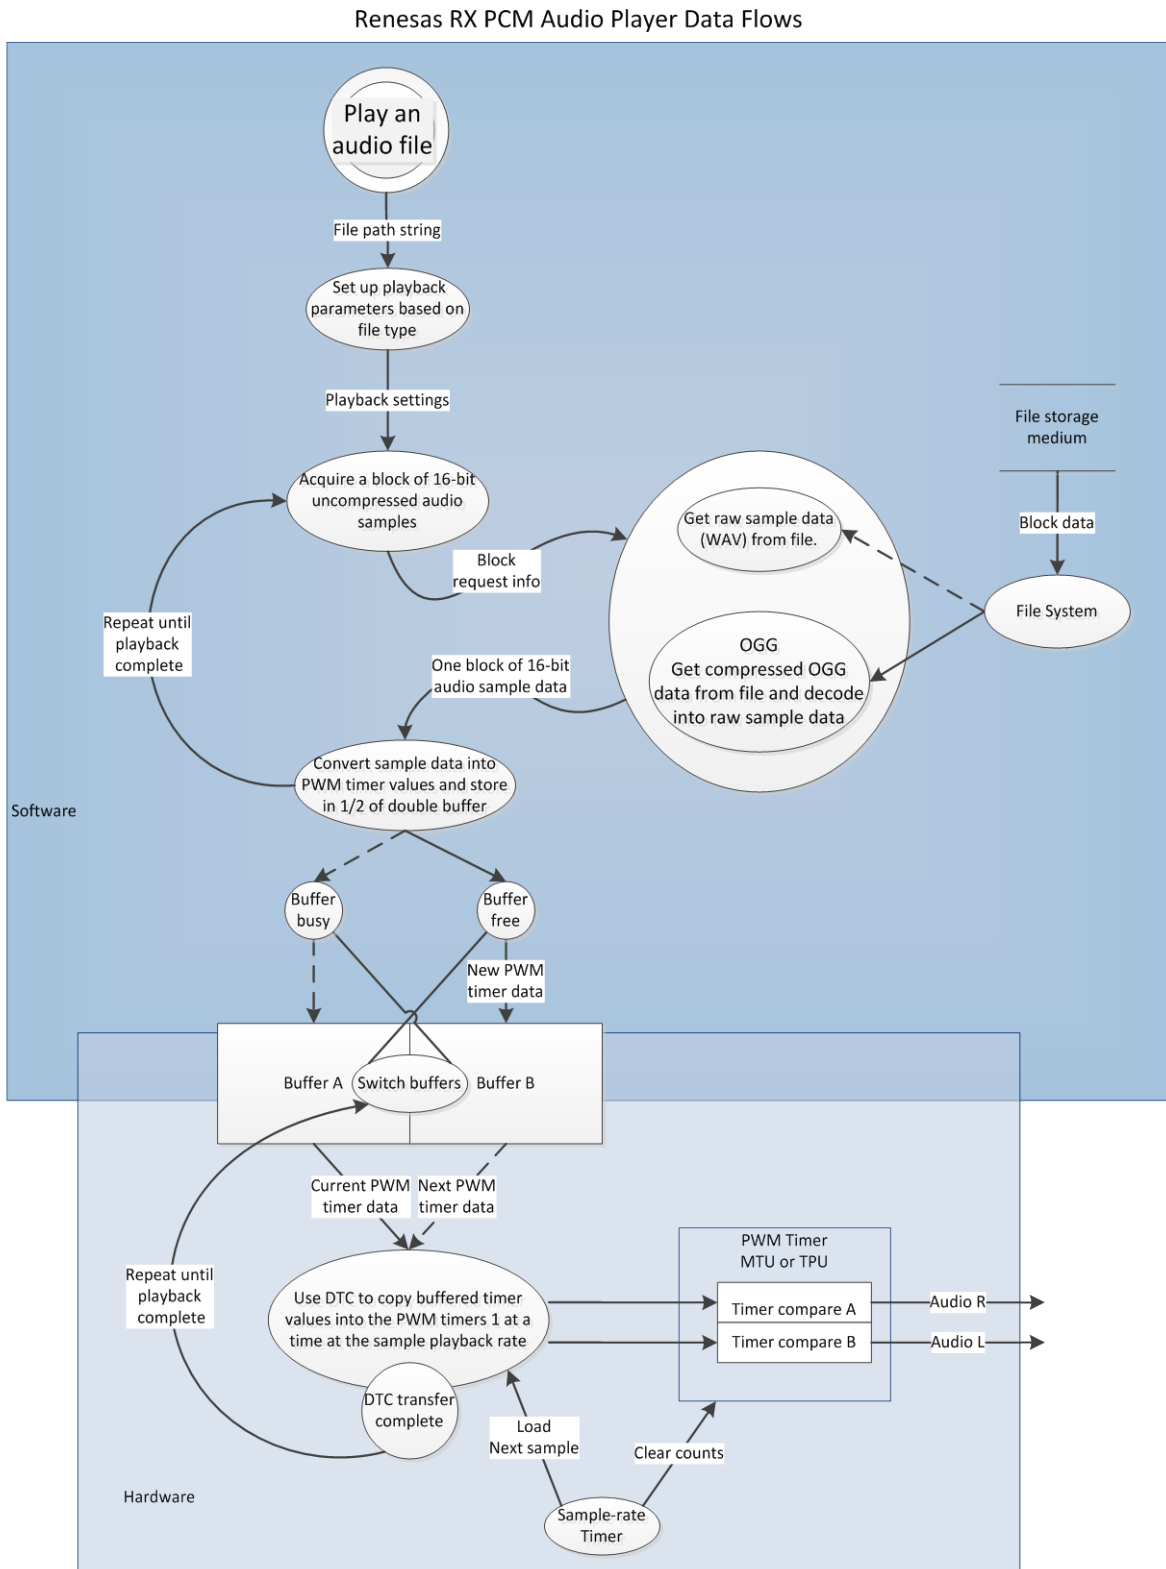 Renesas RX PCM Audio Player Data Flows
Play an
audio file
File path string
Set up playback
parameters based on
file type
Playback settings
File storage
medium
Acquire a block of 16-bit
uncompressed audio
samples
Get raw sample data
(WAV) from file.
Block data
Block
request info
File System
Repeat until
playback
complete
OGG
Get compressed OGG
data from file and decode
into raw sample data
One block of 16-bit
audio sample data
Convert sample data into
PWM timer values and store
in 1/2 of double buffer
Software
Buffer
busy
Buffer
free
New PWM
timer data
Buffer A
Switch buffers
Buffer B
Current PWM
timer data
Next PWM
timer data
PWM Timer
MTU or TPU
Repeat until
playback
complete
Use DTC to copy buffered timer
values into the PWM timers 1 at a
time at the sample playback rate
Timer compare A
Audio R
Timer compare B
Audio L
DTC transfer
complete
Load
Next sample
Clear counts
Hardware
Sample-rate
Timer